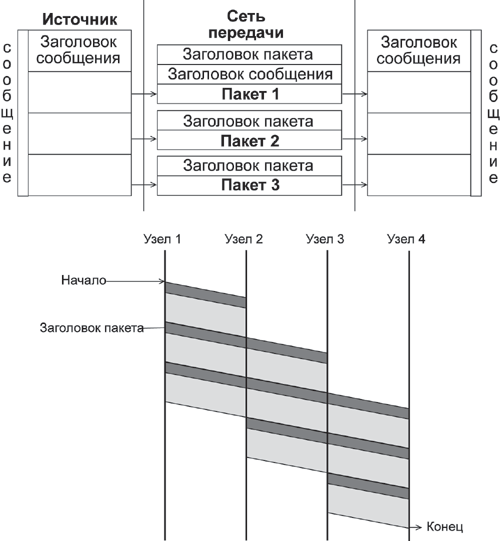 Источник
Сеть
передачи
сообщение
Заголовок
сообщения
Заголовок пакета
Заголовок сообщения
Пакет 1
Заголовок пакета
Пакет 2
Заголовок пакета
Пакет 3
Заголовок
сообщения
сообщение
Узел 1 Узел 2 Узел 3 Узел 4
Начало
Заголовок пакета
Конец